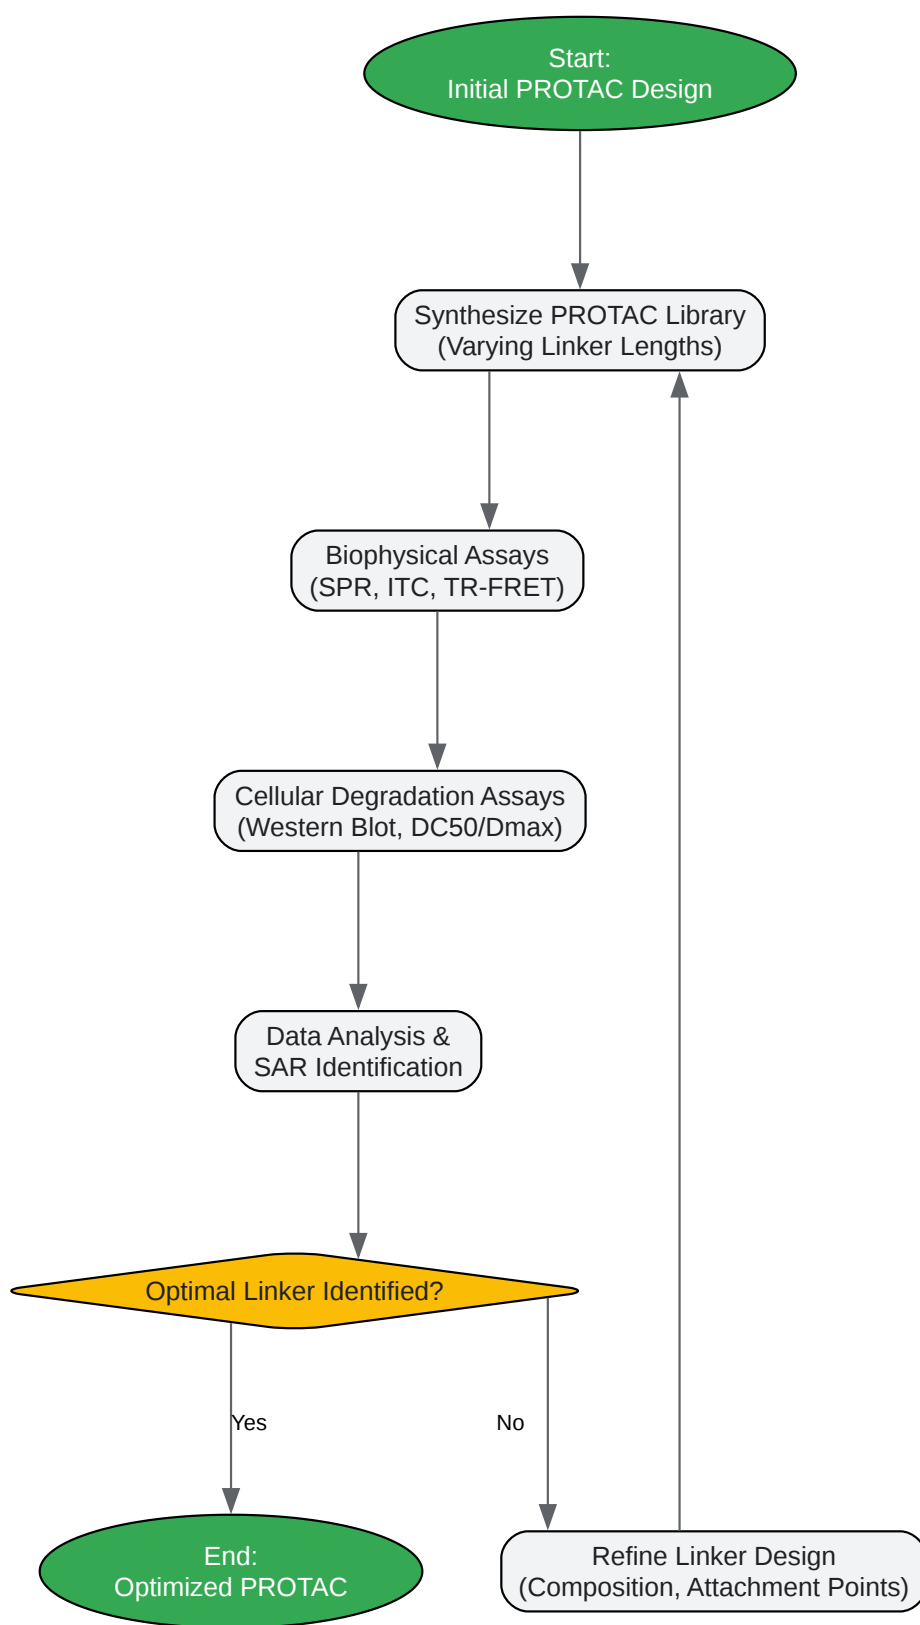 Start:
Initial PROTAC Design
Synthesize PROTAC Library
(Varying Linker Lengths)
Biophysical Assays
(SPR, ITC, TR-FRET)
Cellular Degradation Assays
(Western Blot, DC50/Dmax)
Data Analysis &
SAR Identification
Optimal Linker Identified?
Yes
No
End:
Optimized PROTAC
Refine Linker Design
(Composition, Attachment Points)